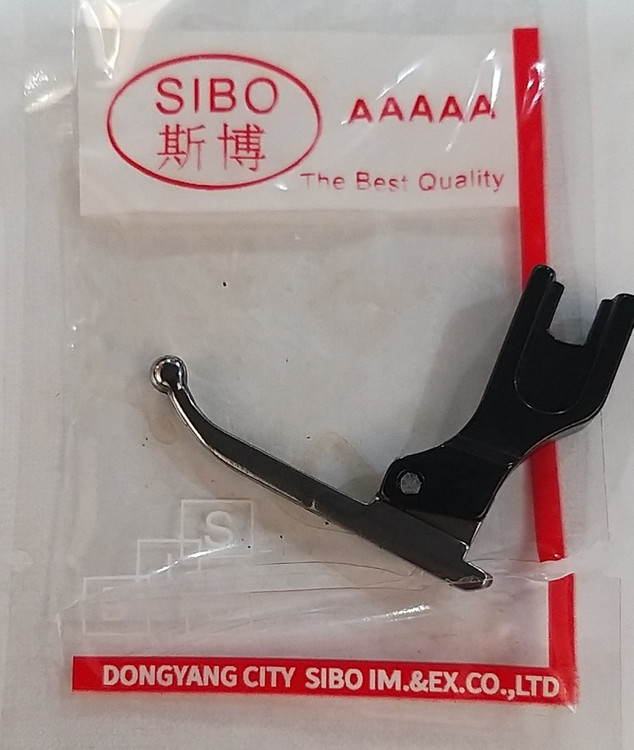 SIBO
斯博
AAAAA
The Best Quality
S
DONGYANG CITY SIBO IM.&EX.CO.,LTD